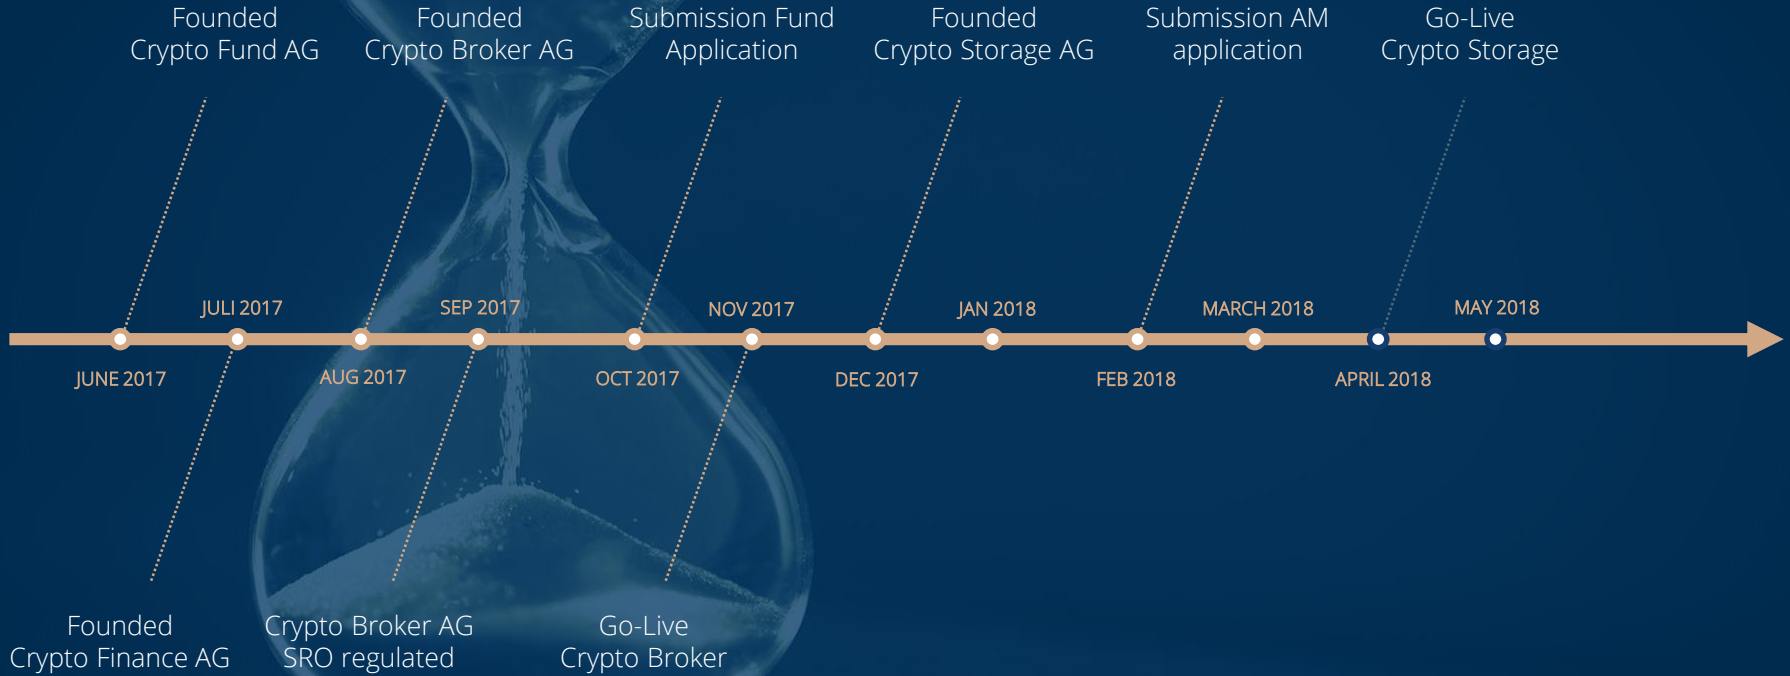 Founded
Crypto Fund AG
Founded
Crypto Broker AG
Submission Fund
Application
Founded
Crypto Storage AG
Submission AM
application
Go-Live
Crypto Storage
JULI 2017
SEP 2017
NOV 2017
JAN 2018
MARCH 2018
MAY 2018
JUNE 2017
AUG 2017
OCT 2017
DEC 2017
FEB 2018
APRIL 2018
Founded
Crypto Finance AG
Crypto Broker AG
SRO regulated
Go-Live
Crypto Broker